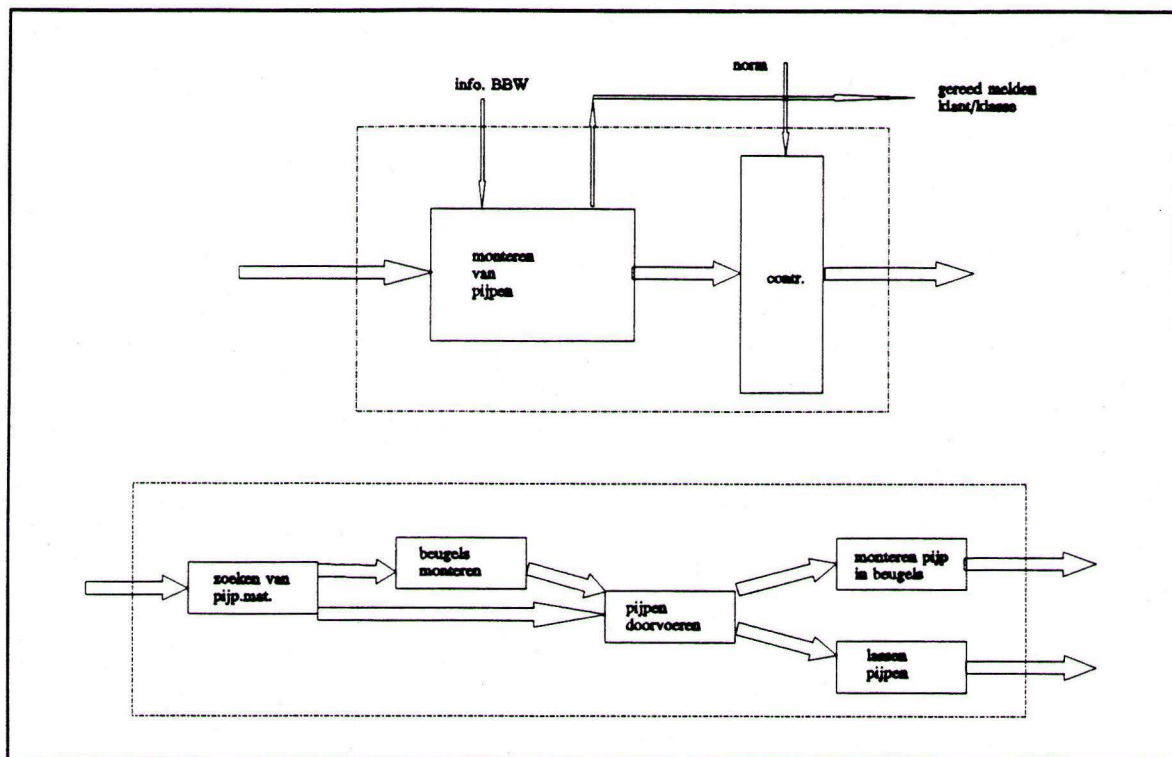 norm
info. BBW
gereed melden
klant/klasse
monteren
van
pijpen
contr.
beugels
monteren
monteren pijp
in beugels
zoeken van
pijp.mat.
pijpen
doorvoeren
lassen
pijpen